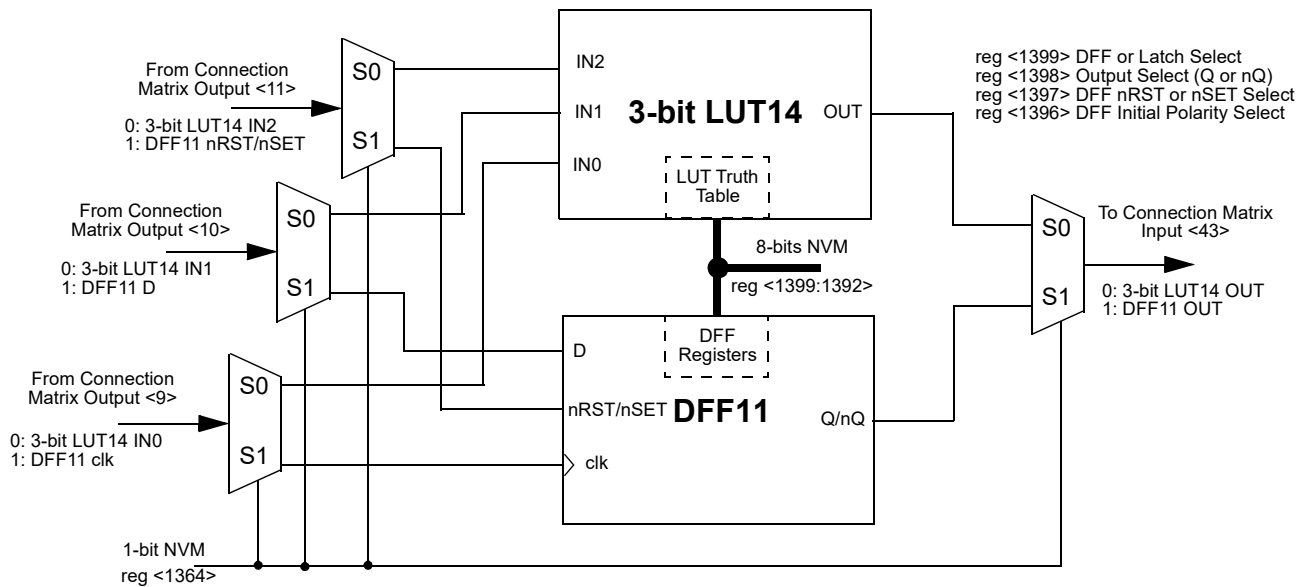 From Connection
Matrix Output <11>
0: 3-bit LUT14 IN2
1: DFF11 nRST/nSET
S0
S1
From Connection
Matrix Output <10>
0: 3-bit LUT14 IN1
1: DFF11 D
S0
S1
From Connection
Matrix Output <9>
0: 3-bit LUT14 IN0
1: DFF11 clk
S0
S1
1-bit NVM
reg <1364>
IN2
IN1
IN0
3-bit LUT14
OUT
LUT Truth
Table
8-bits NVM
reg <1399:1392>
DFF
Registers
D
nRST/nSET
clk
DFF11
Q/nQ
reg <1399> DFF or Latch Select
reg <1398> Output Select (Q or nQ)
reg <1397> DFF nRST or nSET Select
reg <1396> DFF Initial Polarity Select
S0
S1
To Connection Matrix
Input <43>
0: 3-bit LUT14 OUT
1: DFF11 OUT